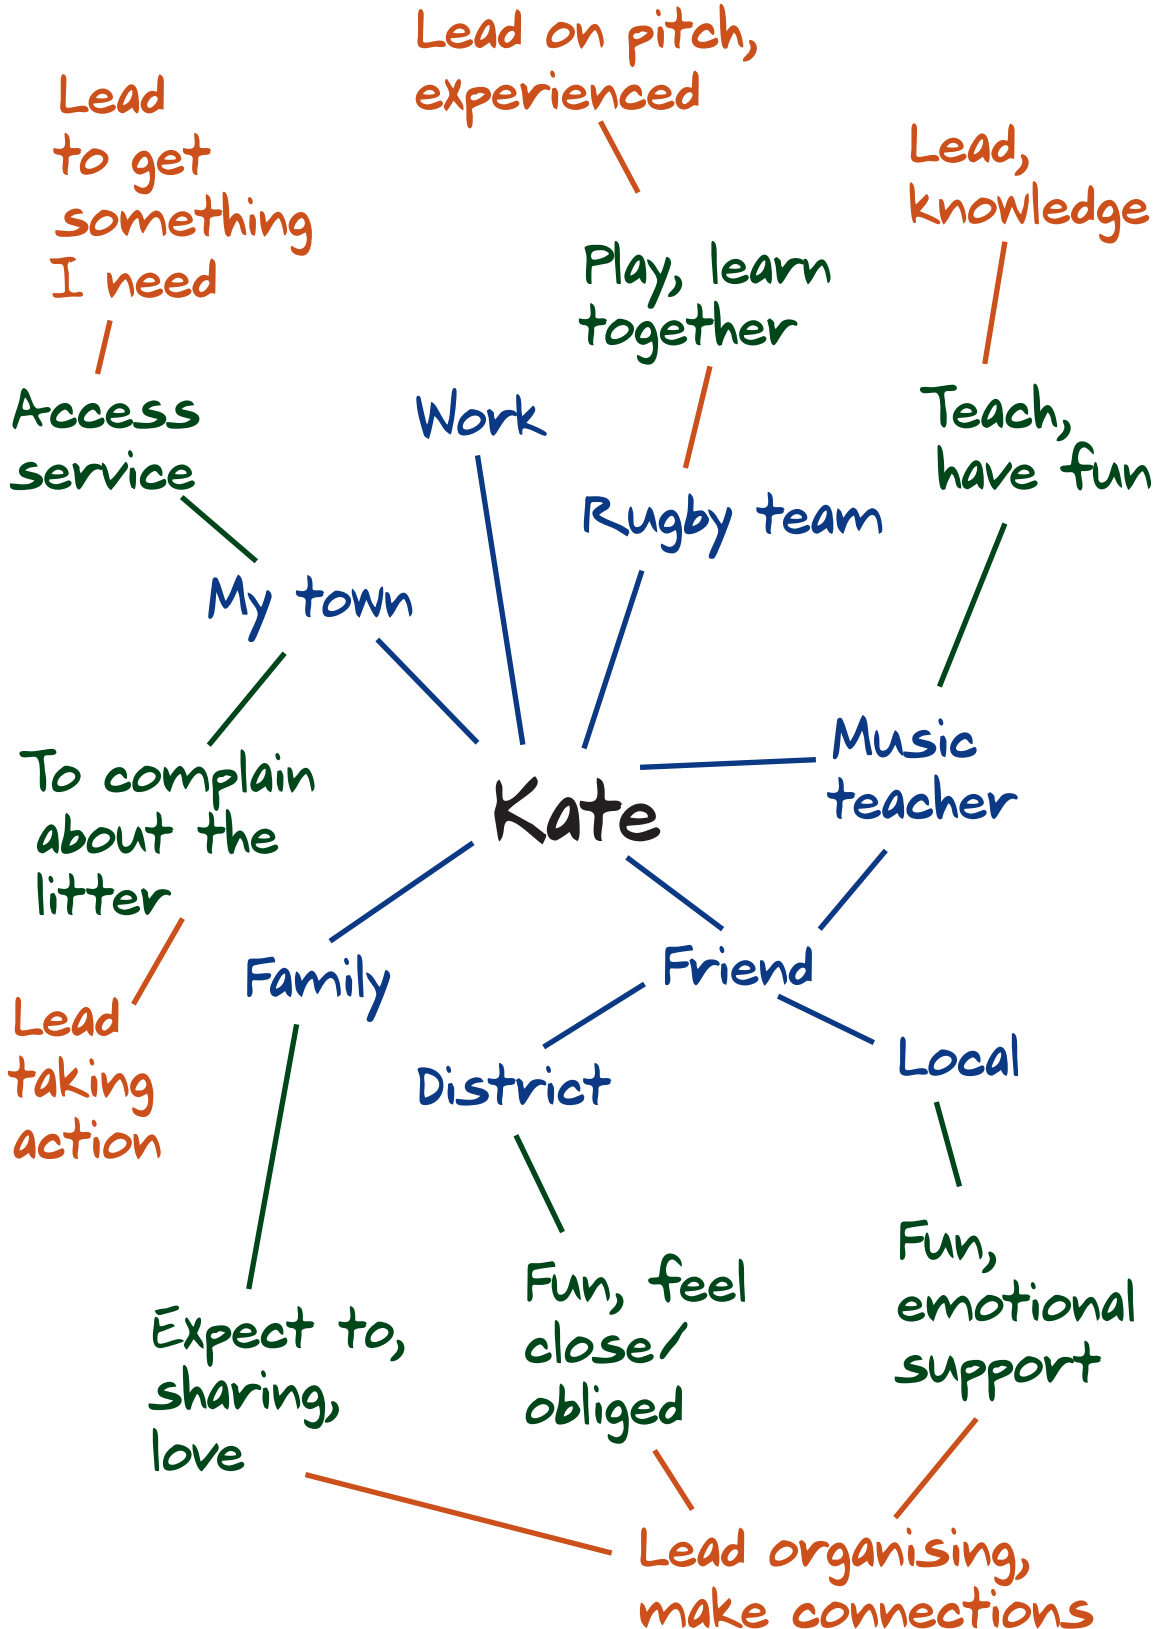 Lead on pitch,
experienced
Lead
to get
something
I need
Lead,
knowledge
Play, learn
together
Access
service
Work
Teach,
have fun
Rugby team
My town
Music
teacher
To complain
about the
litter
Kate
Family
Friend
Lead
taking
action
District
Local
Fun,
emotional
support
Fun, feel
close/
obliged
Expect to,
sharing,
love
Lead organising,
make connections